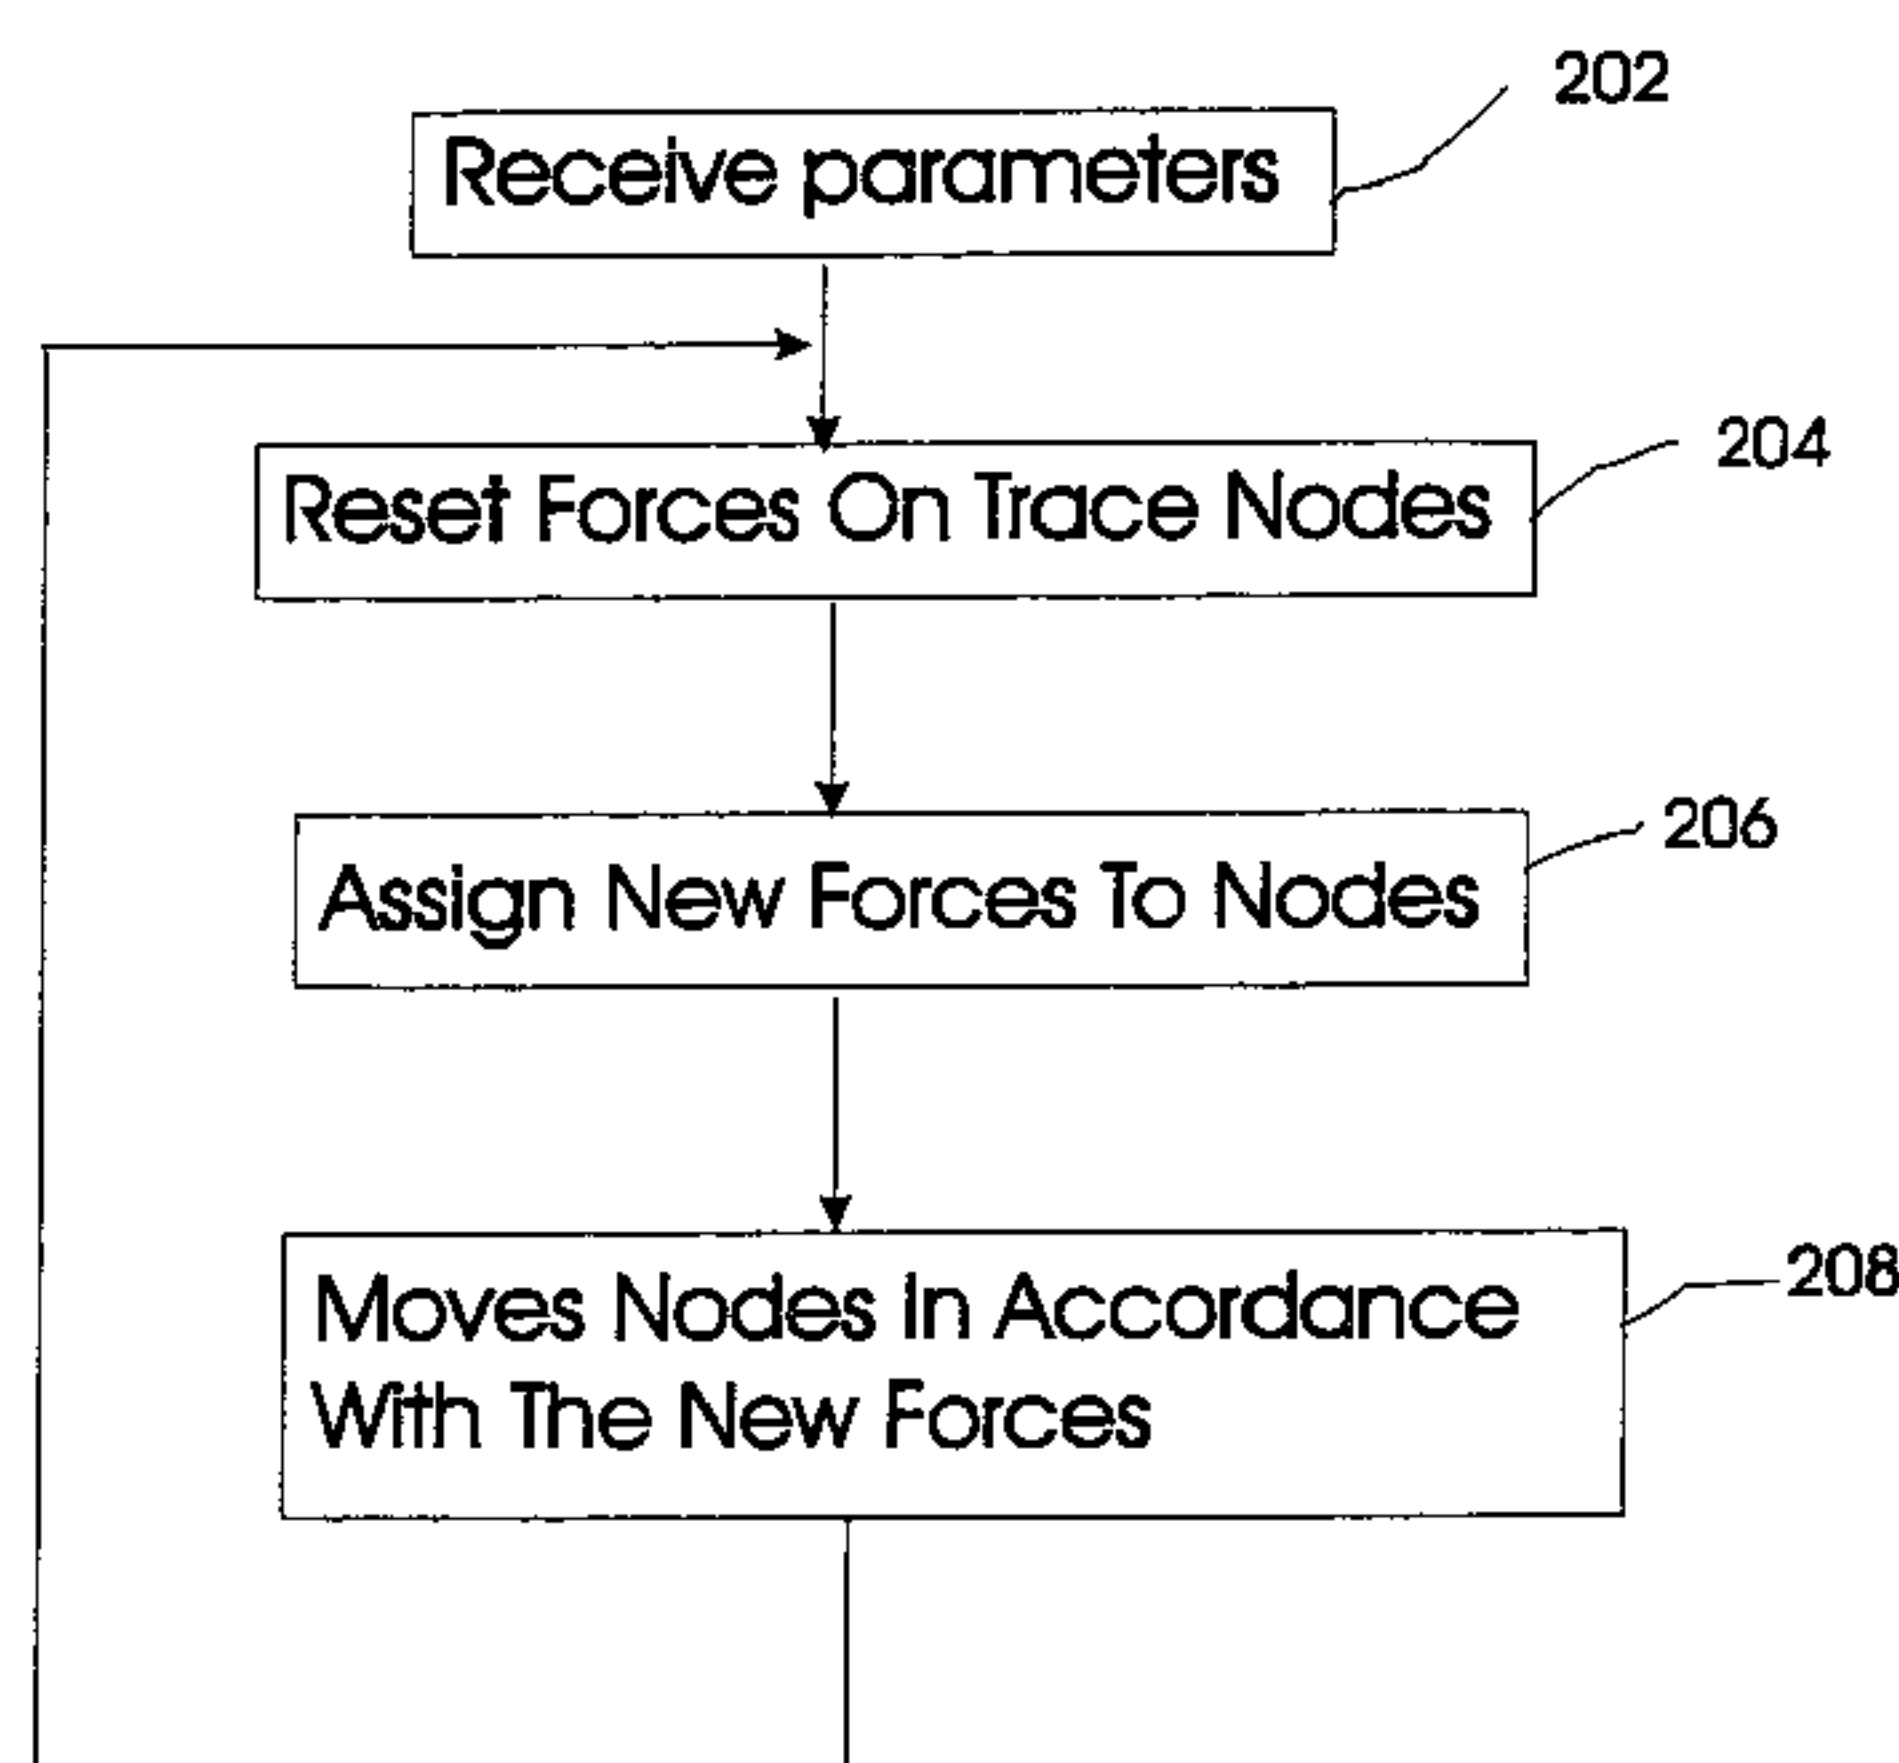 202
Receive parameters
204
Reset Forces On Trace Nodes
206
Assign New Forces To Nodes
208
Moves Nodes In Accordance
With The New Forces